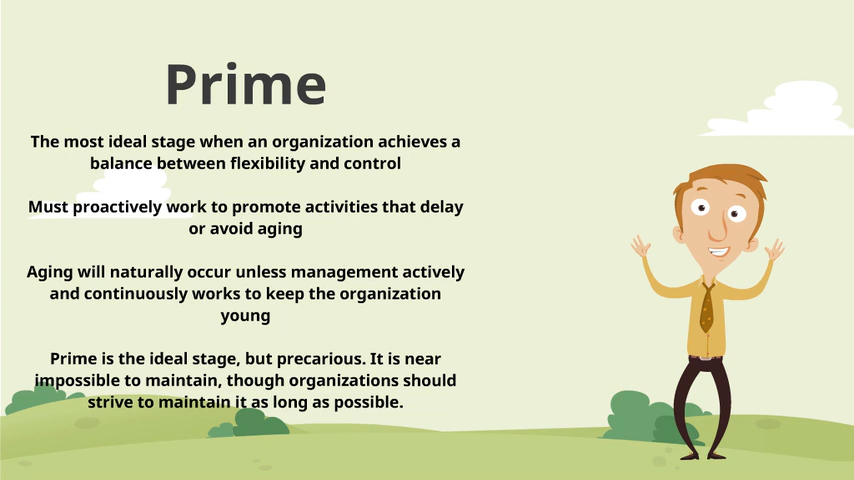 Prime
The most ideal stage when an organization achieves a
balance between flexibility and control
Must proactively work to promote activities that delay
or avoid aging
Aging will naturally occur unless management actively
and continuously works to keep the organization
young
Prime is the ideal stage, but precarious. It is near
impossible to maintain, though organizations should
strive to maintain it as long as possible.